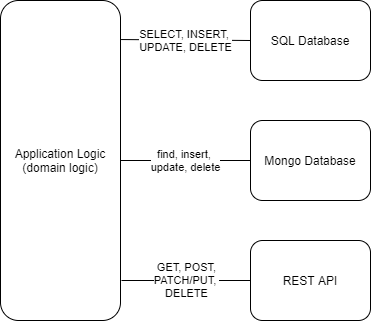 SELECT, INSERT,
UPDATE, DELETE
SQL Database
Application Logic
(domain logic)
find, insert,
update, delete
Mongo Database
GET, POST,
PATCH/PUT,
DELETE
REST API